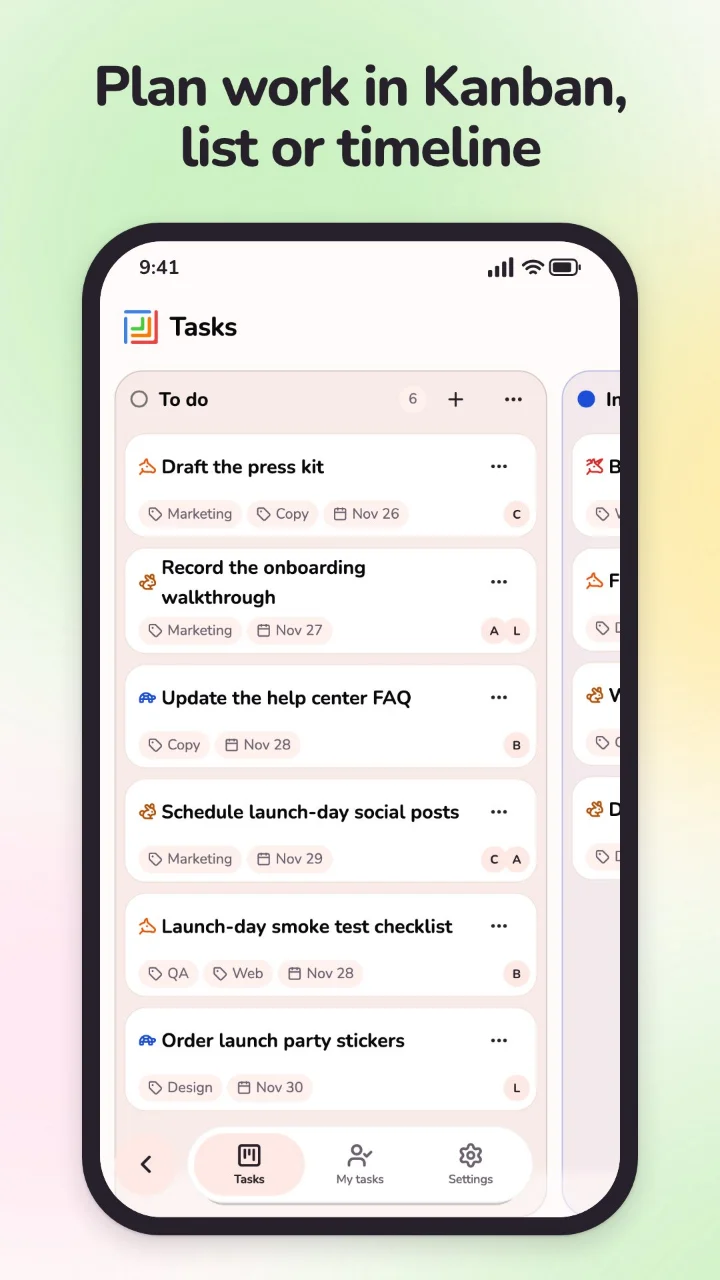 Plan work in Kanban,
list or timeline
9:41
Tasks
To do
6
In
Draft the press kit
Marketing
Copy
Nov 26
C
Record the onboarding
walkthrough
Marketing
Nov 27
A
L
Update the help center FAQ
Copy
Nov 28
B
Schedule launch-day social posts
Marketing
Nov 29
C
A
Launch-day smoke test checklist
QA
Web
Nov 28
B
Order launch party stickers
Design
Nov 30
L
Tasks
My tasks
Settings